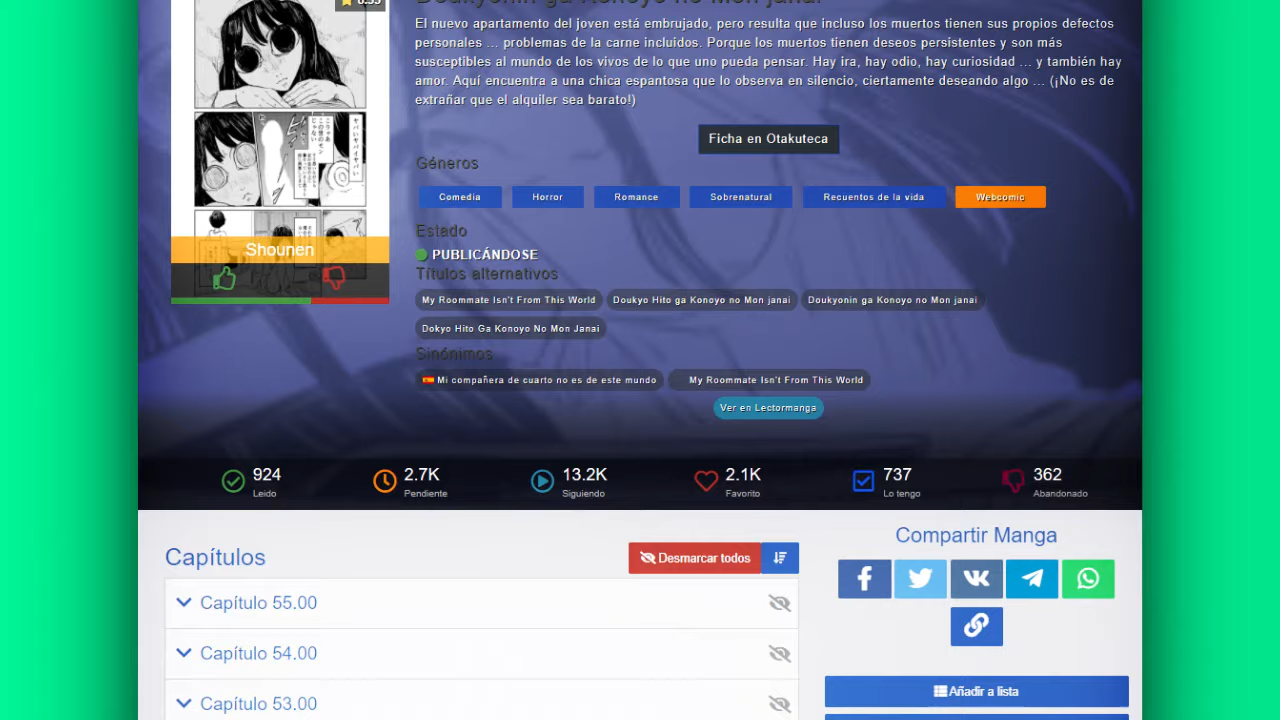 El nuevo apartamento del joven está embrujado, pero resulta que incluso los muertos tienen sus propios defectos
personales ... problemas de la carne incluidos. Porque los muertos tienen deseos persistentes y son más
susceptibles al mundo de los vivos de lo que uno pueda pensar. Hay ira, hay odio, hay curiosidad ... y también hay
amor. Aquí encuentra a una chica espantosa que lo observa en silencio, ciertamente deseando algo ... (¡No es de
extrañar que el alquiler sea barato!)
Ficha en Otakuteca
Géneros
Comedia Horror Romance Sobrenatural Recuentos de la vida Webcomic
Estado
PUBLICÁNDOSE
Títulos alternativos
My Roommate Isn't From This World Doukyo Hito ga Konoyo no Mon janai Doukyonin ga Konoyo no Mon janai
Dokyo Hito Ga Konoyo No Mon Janai
Sinónimos
Mi compañera de cuarto no es de este mundo My Roommate Isn't From This World
Ver en Lectormanga
Shounen
924 2.7K 13.2K 2.1K 737 362
Leido Pendiente Siguiendo Favorito Lo tengo Abandonado
Capítulos
Desmarcar todos
Capítulo 55.00
Capítulo 54.00
Capítulo 53.00
Compartir Manga
Añadir a lista